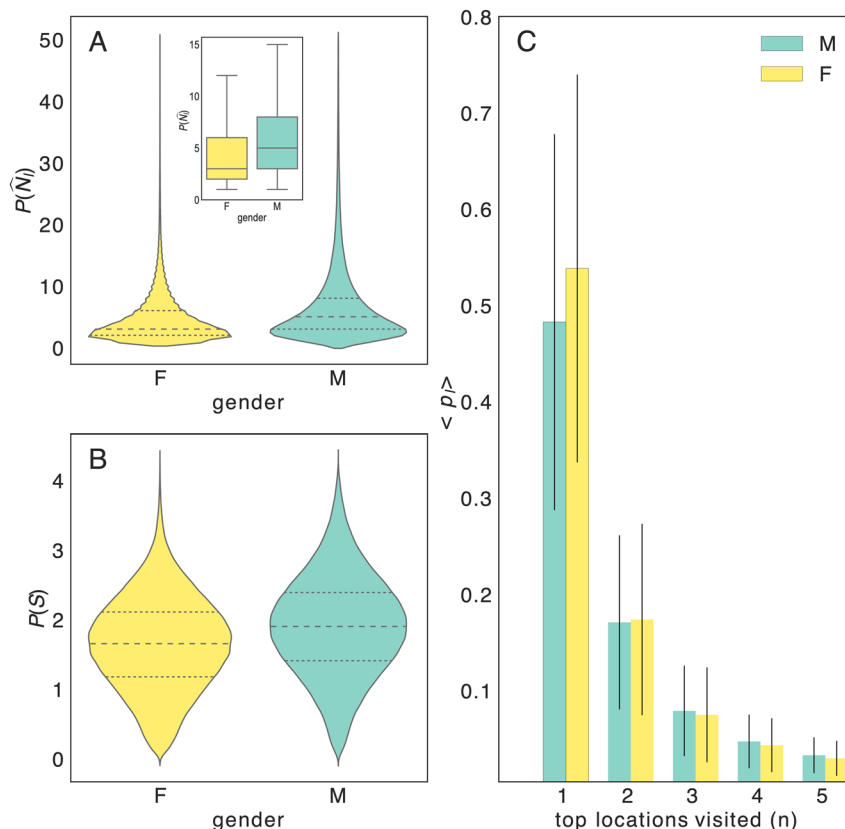 A
50
40
30
20
10
0
P(N̂l)
F
M
gender
15
10
5
0
P(N̂l)
F
M
gender
B
4
3
2
1
0
P(S)
F
M
gender
C
M
F
0.8
0.7
0.6
0.5
0.4
0.3
0.2
0.1
< pl>
1
2
3
4
5
top locations visited (n)